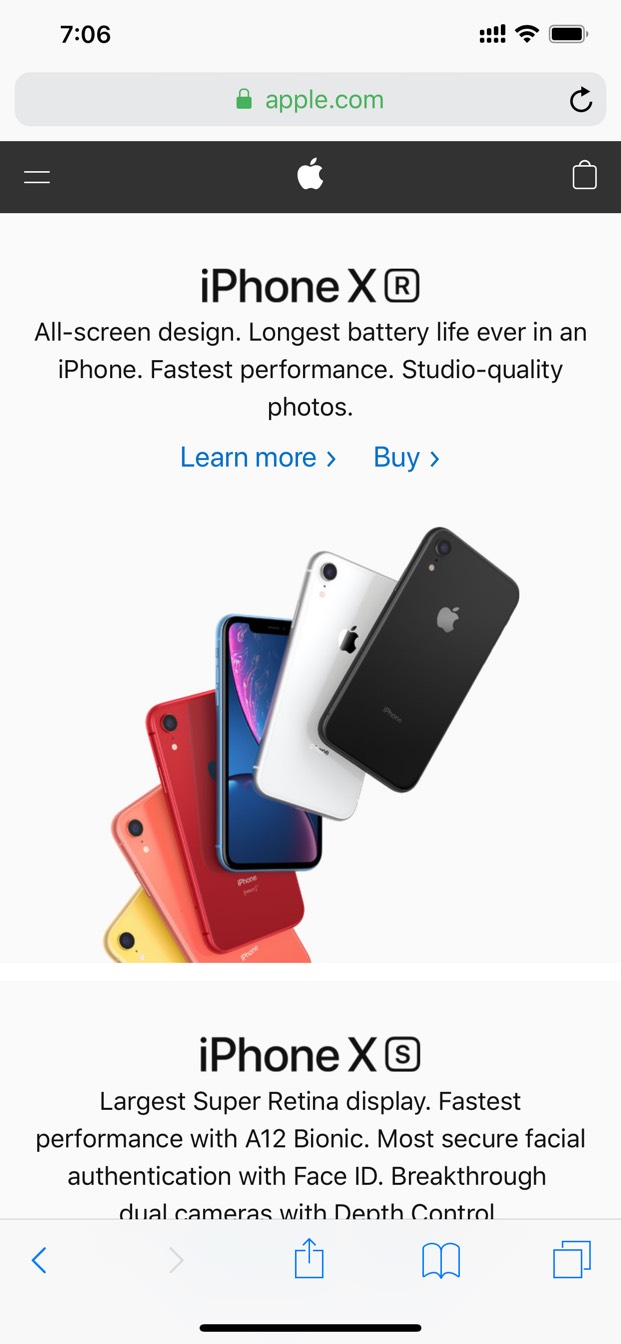 7:06
apple.com
iPhone XR
All-screen design. Longest battery life ever in an
iPhone. Fastest performance. Studio-quality
photos.
Learn more ›
Buy ›
iPhone
iPhone
iPhone
iPhone XS
Largest Super Retina display. Fastest
performance with A12 Bionic. Most secure facial
authentication with Face ID. Breakthrough
dual cameras with Depth Control.